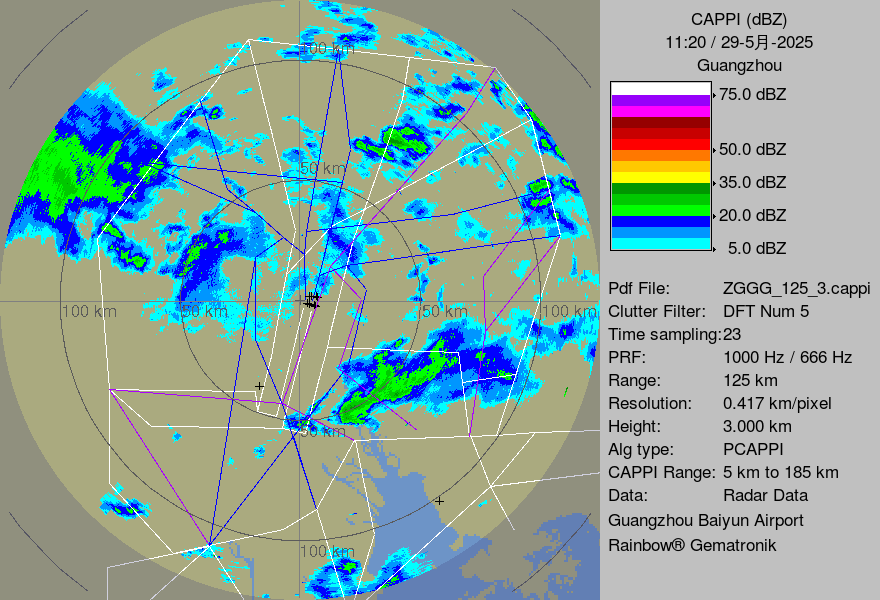 CAPPI (dBZ)
11:20 / 29-5月-2025
Guangzhou
75.0 dBZ
50.0 dBZ
35.0 dBZ
20.0 dBZ
5.0 dBZ
Pdf File: ZGGG_125_3.cappi
Clutter Filter: DFT Num 5
Time sampling:23
PRF: 1000 Hz / 666 Hz
Range: 125 km
Resolution: 0.417 km/pixel
Height: 3.000 km
Alg type: PCAPPI
CAPPI Range: 5 km to 185 km
Data: Radar Data
Guangzhou Baiyun Airport
Rainbow® Gematronik
100 km
50 km
100 km
50 km
50 km
100 km
50 km
100 km